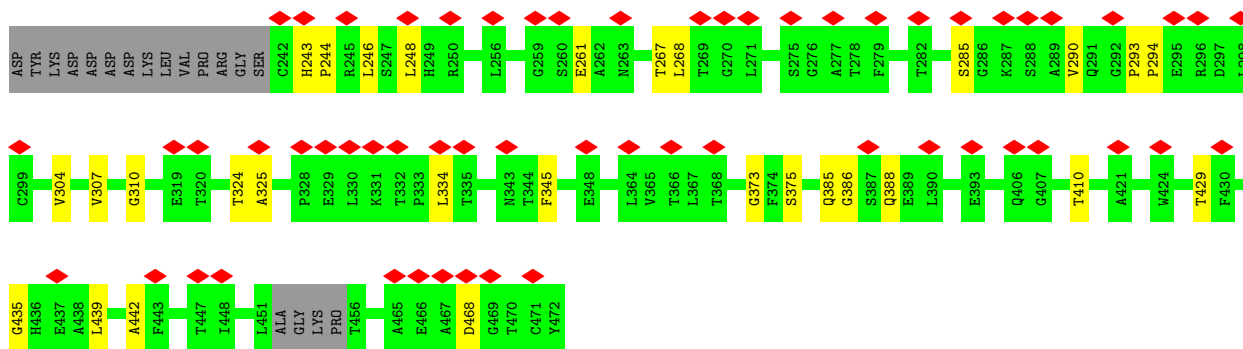 ASP TYR LYS ASP ASP ASP ASP LYS LEU VAL PRO ARG GLY SER C242 H243 P244 R245 L246 S247 L248 H249 R250 L256 G259 S260 E261 A262 N263 T267 L268 T269 G270 L271 S275 G276 A277 T278 F279 T282 S285 G286 K287 S288 A289 V290 Q291 G292 P293 P294 E295 R296 D297 L298
C299 V304 V307 G310 E319 T320 T324 A325 P328 E329 L330 K331 T332 P333 L334 T335 N343 T344 F345 E348 L364 V365 T366 L367 T368 G373 F374 S375 Q385 G386 S387 Q388 E389 L390 E393 Q406 G407 T410 A421 W424 T429 F430
G435 H436 E437 A438 L439 A442 F443 T447 I448 L451 ALA GLY LYS PRO T456 A465 E466 A467 D468 G469 T470 C471 Y472